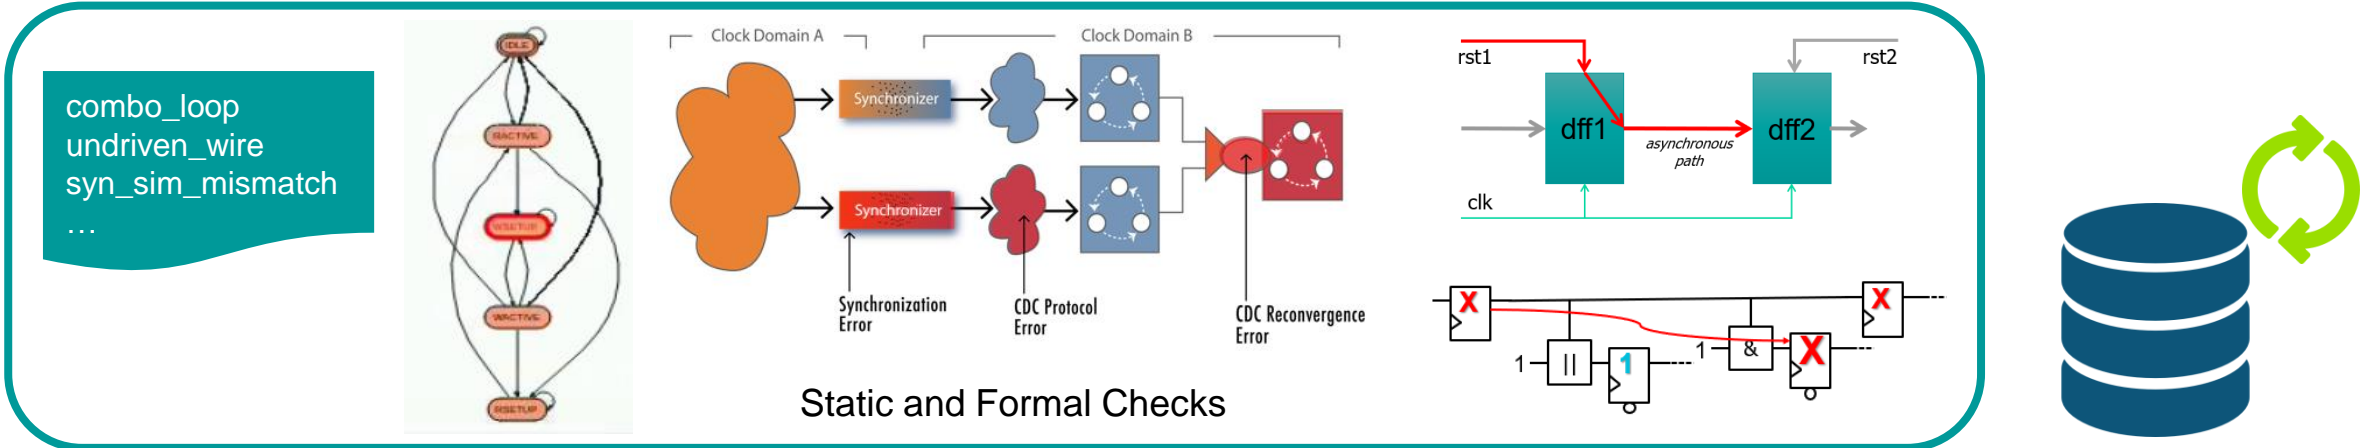 combo_loop
undriven_wire
syn_sim_mismatch
…
IDLE
RACTIVE
WSETUP
WACTIVE
RSETUP
Clock Domain A
Clock Domain B
Synchronizer
Synchronizer
Synchronization
Error
CDC Protocol
Error
CDC Reconvergence
Error
rst1
rst2
dff1
dff2
asynchronous
path
clk
X
X
1
||
1
1
&
X
Static and Formal Checks